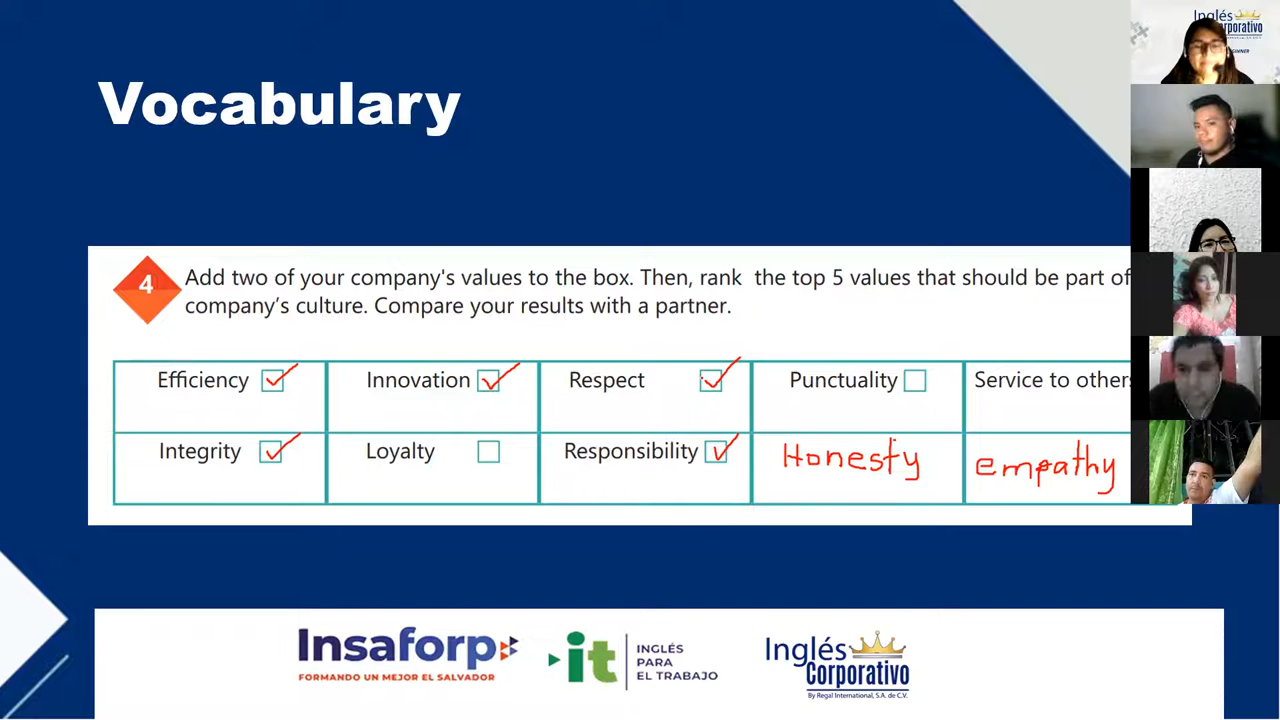 Vocabulary
4
Add two of your company's values to the box. Then, rank the top 5 values that should be part of
company's culture. Compare your results with a partner.
Efficiency Innovation Respect Punctuality Service to others
Integrity Loyalty Responsibility Honesty empathy
Insaforp
FORMANDO UN MEJOR EL SALVADOR
it
INGLÉS
PARA
EL TRABAJO
Inglés
Corporativo
By Regal International, S.A. de C.V.
Inglés